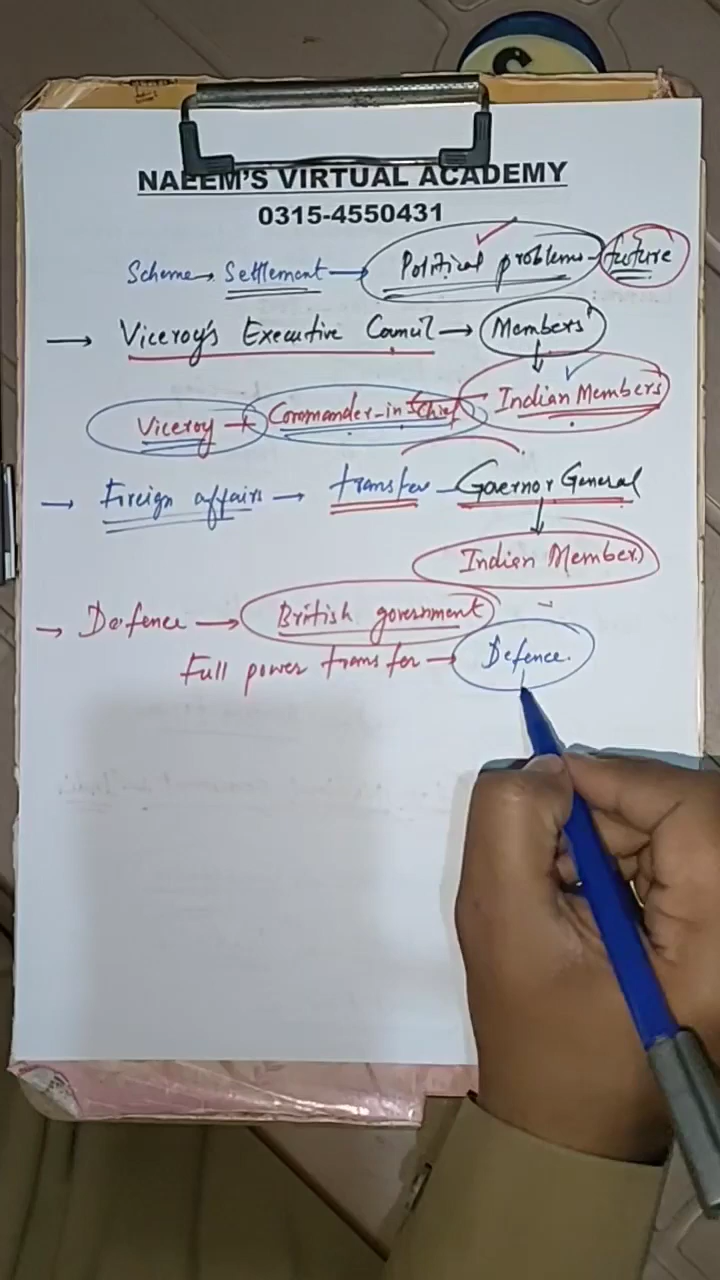 NAEEM'S VIRTUAL ACADEMY
0315-4550431
Scheme → Settlement → Political problems - future
→ Viceroy's Executive Council → Members
Indian Members
Viceroy + Commander-in-Chief
→ Foreign affairs → transfer - Governor General
Indian Member
→ Defence → British government
Full power transfer → Defence.